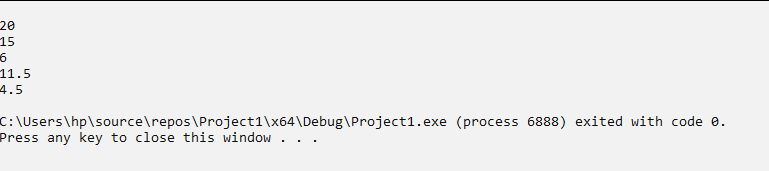 20
15
6
11.5
4.5
C:\Users\hp\source\repos\Project1\x64\Debug\Project1.exe (process 6888) exited with code 0.
Press any key to close this window . . .